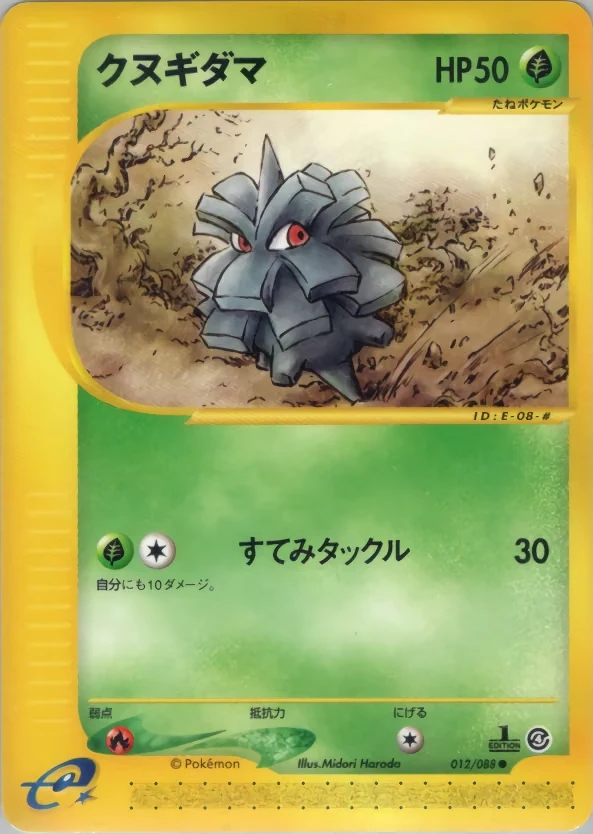 クヌギダマ HP50
たねポケモン
ID:E-08-#
すてみタックル 30
自分にも10ダメージ。
弱点 抵抗力 にげる
1 EDITION
© Pokémon Illus.Midori Harada 012/088
e